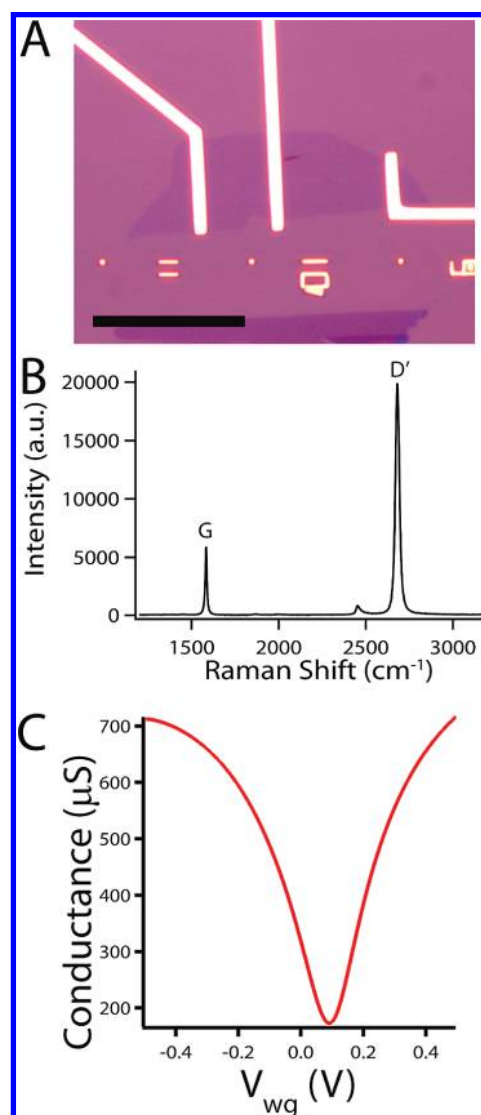 A
B
20000
D′
15000
10000
G
5000
0
Intensity (a.u.)
1500 2000 2500 3000
Raman Shift (cm⁻¹)
C
700
600
500
400
300
200
Conductance (μS)
-0.4 -0.2 0.0 0.2 0.4
V_wg (V)